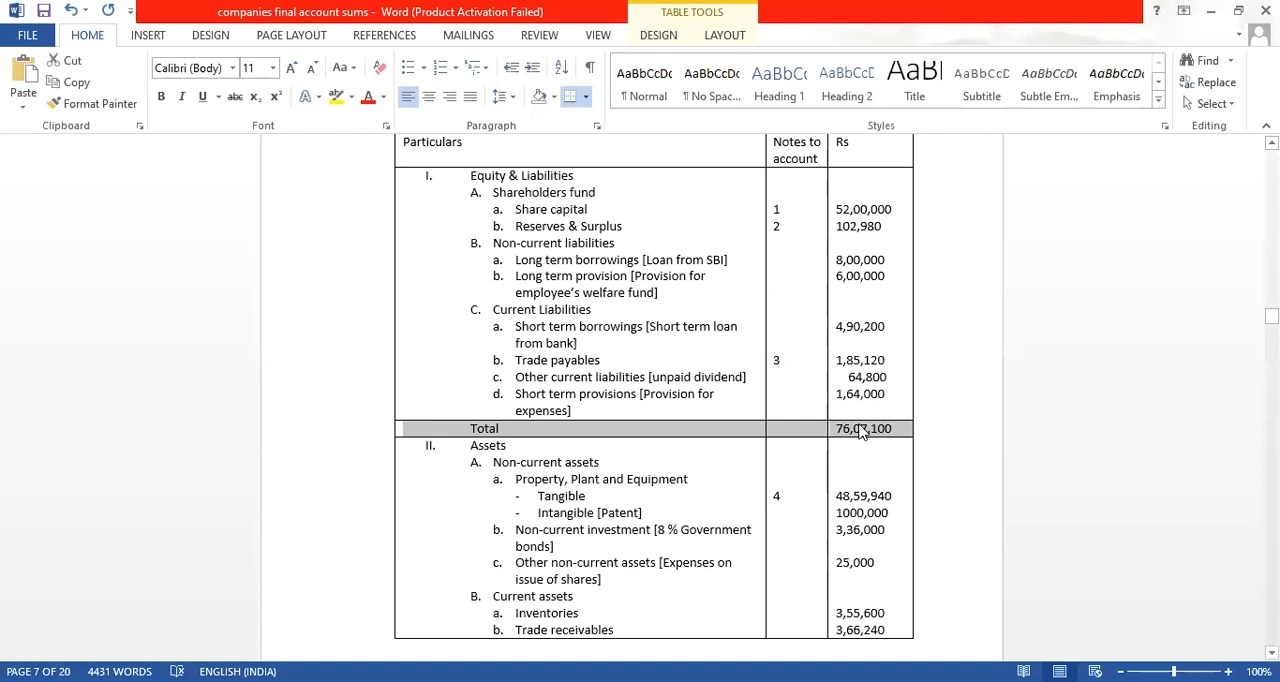 companies final account sums - Word (Product Activation Failed)
TABLE TOOLS
FILE HOME INSERT DESIGN PAGE LAYOUT REFERENCES MAILINGS REVIEW VIEW DESIGN LAYOUT
Paste
Cut
Copy
Format Painter
Clipboard
Calibri (Body) 11
Font
Paragraph
AaBbCcDc AaBbCcDc AaBbCc AaBbCcD AaBl AaBbCcD AaBbCcDc AaBbCcDc
¶ Normal ¶ No Spac... Heading 1 Heading 2 Title Subtitle Subtle Em... Emphasis
Styles
Find
Replace
Select
Editing
Particulars Notes to Rs
account
I. Equity & Liabilities
A. Shareholders fund
a. Share capital 1 52,00,000
b. Reserves & Surplus 2 102,980
B. Non-current liabilities
a. Long term borrowings [Loan from SBI] 8,00,000
b. Long term provision [Provision for 6,00,000
employee's welfare fund]
C. Current Liabilities
a. Short term borrowings [Short term loan 4,90,200
from bank]
b. Trade payables 3 1,85,120
c. Other current liabilities [unpaid dividend] 64,800
d. Short term provisions [Provision for 1,64,000
expenses]
Total
II. Assets
A. Non-current assets
a. Property, Plant and Equipment
- Tangible 4 48,59,940
- Intangible [Patent] 1000,000
b. Non-current investment [8 % Government 3,36,000
bonds]
c. Other non-current assets [Expenses on 25,000
issue of shares]
B. Current assets
a. Inventories 3,55,600
b. Trade receivables 3,66,240
PAGE 7 OF 20 4431 WORDS ENGLISH (INDIA) 100%